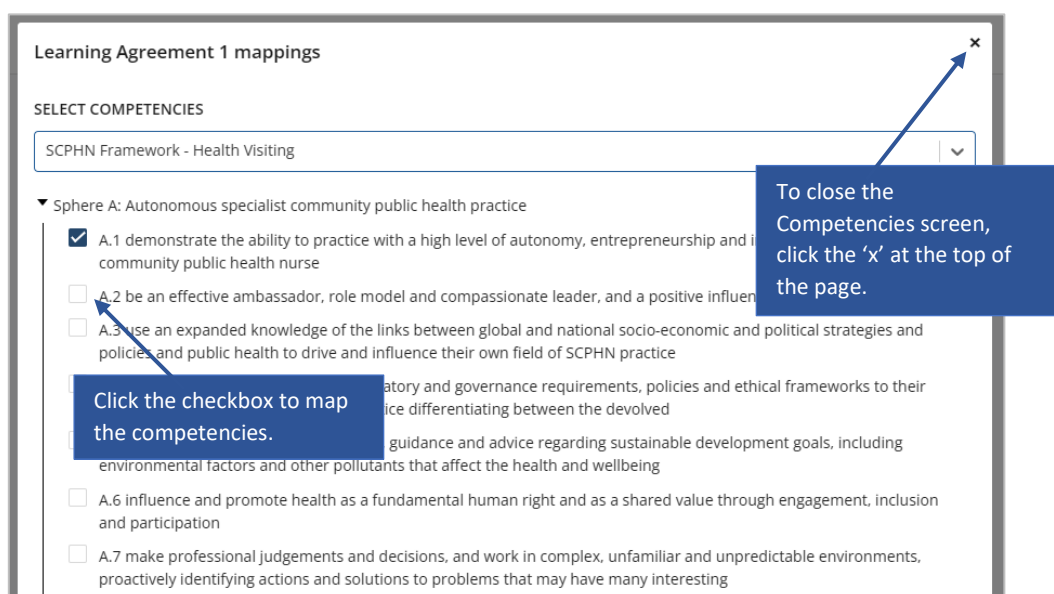 Learning Agreement 1 mappings
×
SELECT COMPETENCIES
SCPHN Framework - Health Visiting
Sphere A: Autonomous specialist community public health practice
A.1 demonstrate the ability to practice with a high level of autonomy, entrepreneurship and
community public health nurse
A.2 be an effective ambassador, role model and compassionate leader, and a positive
To close the
Competencies screen,
click the ‘x’ at the top of
the page.
A.3 use an expanded knowledge of the links between global and national socio-economic and political strategies and
policies and public health to drive and influence their own field of SCPHN practice
and governance requirements, policies and ethical frameworks to their
differentiating between the devolved
Click the checkbox to map
the competencies.
guidance and advice regarding sustainable development goals, including
environmental factors and other pollutants that affect the health and wellbeing
A.6 influence and promote health as a fundamental human right and as a shared value through engagement, inclusion
and participation
A.7 make professional judgements and decisions, and work in complex, unfamiliar and unpredictable environments,
proactively identifying actions and solutions to problems that may have many interesting